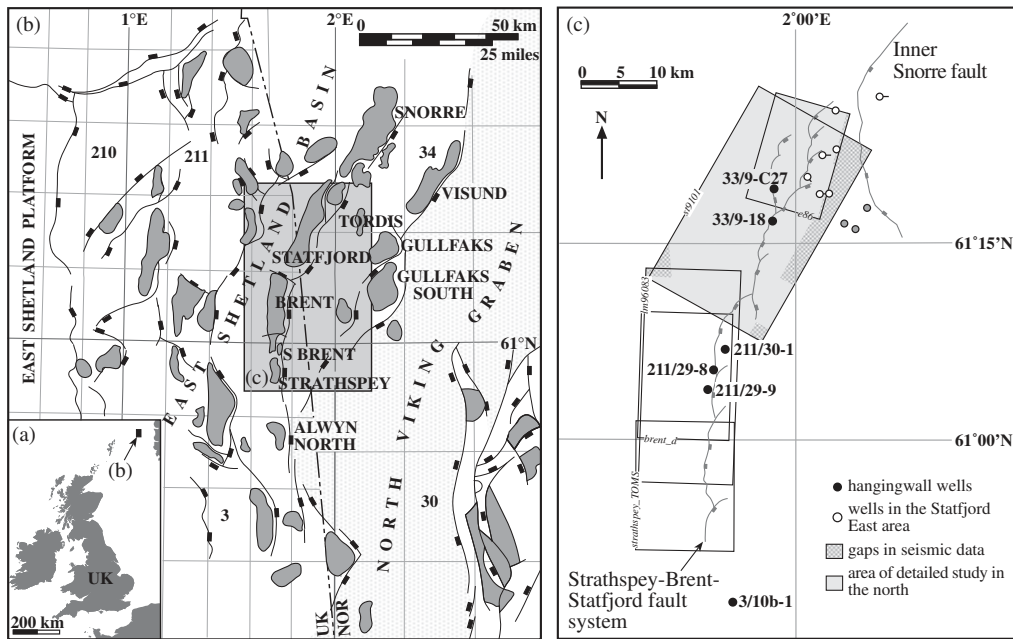 (b)
1°E
2°E
0 50 km
25 miles
SNORRE
210
211
34
VISUND
EAST SHETLAND PLATFORM
EAST SHETLAND BASIN
TORDIS
STATFJORD
GULLFAKS
GULLFAKS
SOUTH
BRENT
NORTH VIKING GRABEN
61°N
S BRENT
(c)
STRATHSPEY
ALWYN
NORTH
3
30
UK
NOR
(a)
(b)
UK
200 km
(c)
2°00'E
0 5 10 km
Inner
Snorre fault
N
33/9-C27
st9101
e86
33/9-18
61°15'N
lm96083
211/30-1
211/29-8
211/29-9
brent_d
61°00'N
strathspey_TOMS
hangingwall wells
wells in the Statfjord
East area
gaps in seismic data
area of detailed study in
the north
Strathspey-Brent-
Statfjord fault
system
3/10b-1